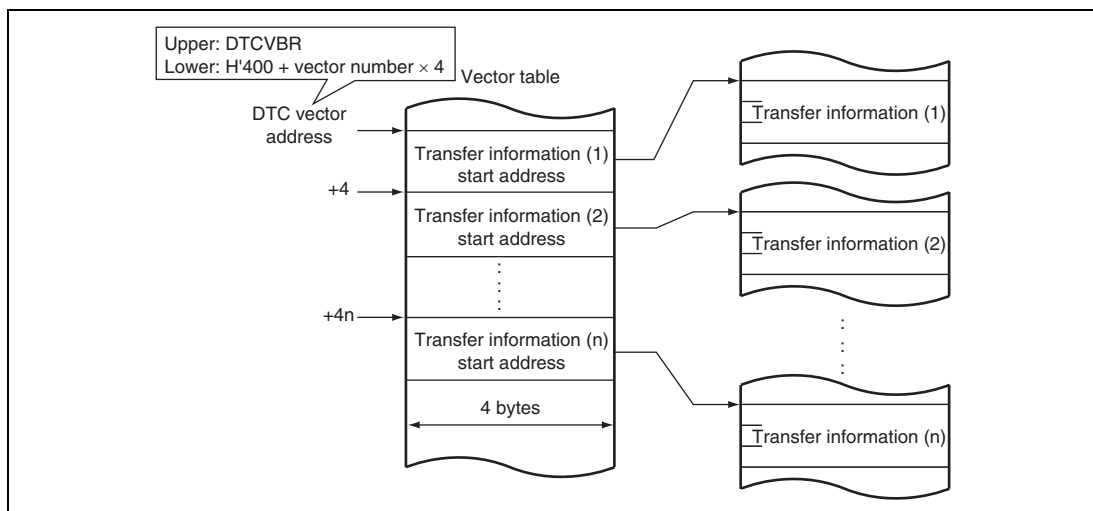 Upper: DTCVBR
Lower: H'400 + vector number × 4
Vector table
DTC vector
address
Transfer information (1)
start address
+4
Transfer information (2)
start address
+4n
Transfer information (n)
start address
4 bytes
Transfer information (1)
Transfer information (2)
Transfer information (n)